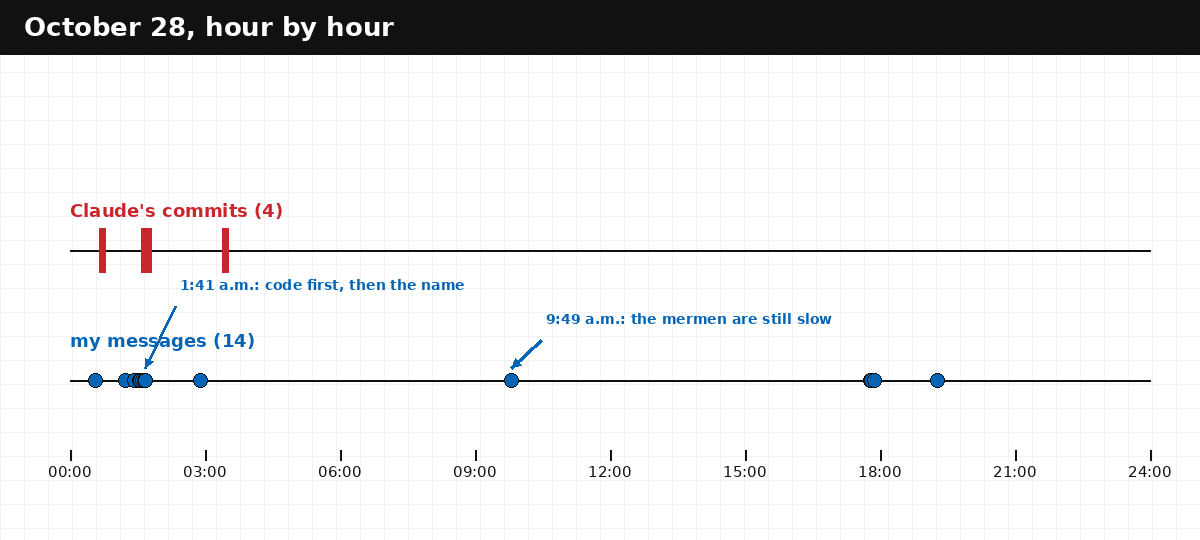 October 28, hour by hour
Claude's commits (4)
1:41 a.m.: code first, then the name
9:49 a.m.: the mermen are still slow
my messages (14)
00:00 03:00 06:00 09:00 12:00 15:00 18:00 21:00 24:00